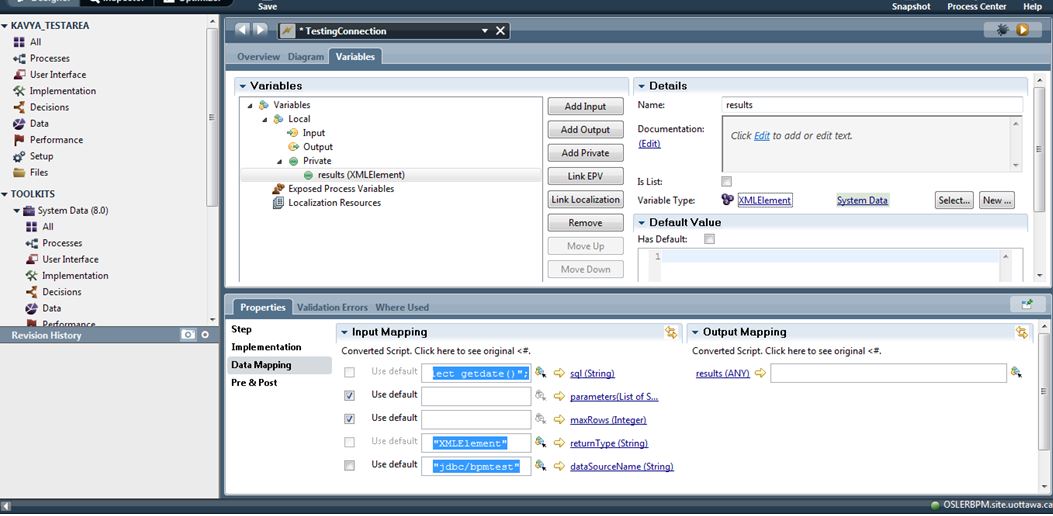 Designer Inspector Optimizer
Save
Snapshot Process Center Help
KAVYA_TESTAREA
All
Processes
User Interface
Implementation
Decisions
Data
Performance
Setup
Files
TOOLKITS
System Data (8.0)
All
Processes
User Interface
Implementation
Decisions
Data
Performance
Revision History
* TestingConnection
Overview Diagram Variables
Variables
Variables
Local
Input
Output
Private
results (XMLElement)
Exposed Process Variables
Localization Resources
Add Input
Add Output
Add Private
Link EPV
Link Localization
Remove
Move Up
Move Down
Details
Name: results
Documentation:
(Edit)
Click Edit to add or edit text.
Is List:
Variable Type: XMLElement System Data Select... New ...
Default Value
Has Default:
1
Properties Validation Errors Where Used
Step
Implementation
Data Mapping
Pre & Post
Input Mapping
Converted Script. Click here to see original <#.
Use default lect getdate()"; sql (String)
Use default parameters(List of S...
Use default maxRows (Integer)
Use default "XMLElement" returnType (String)
Use default "jdbc/bpmtest" dataSourceName (String)
Output Mapping
Converted Script. Click here to see original <#.
results (ANY)
OSLERBPM.site.uottawa.ca